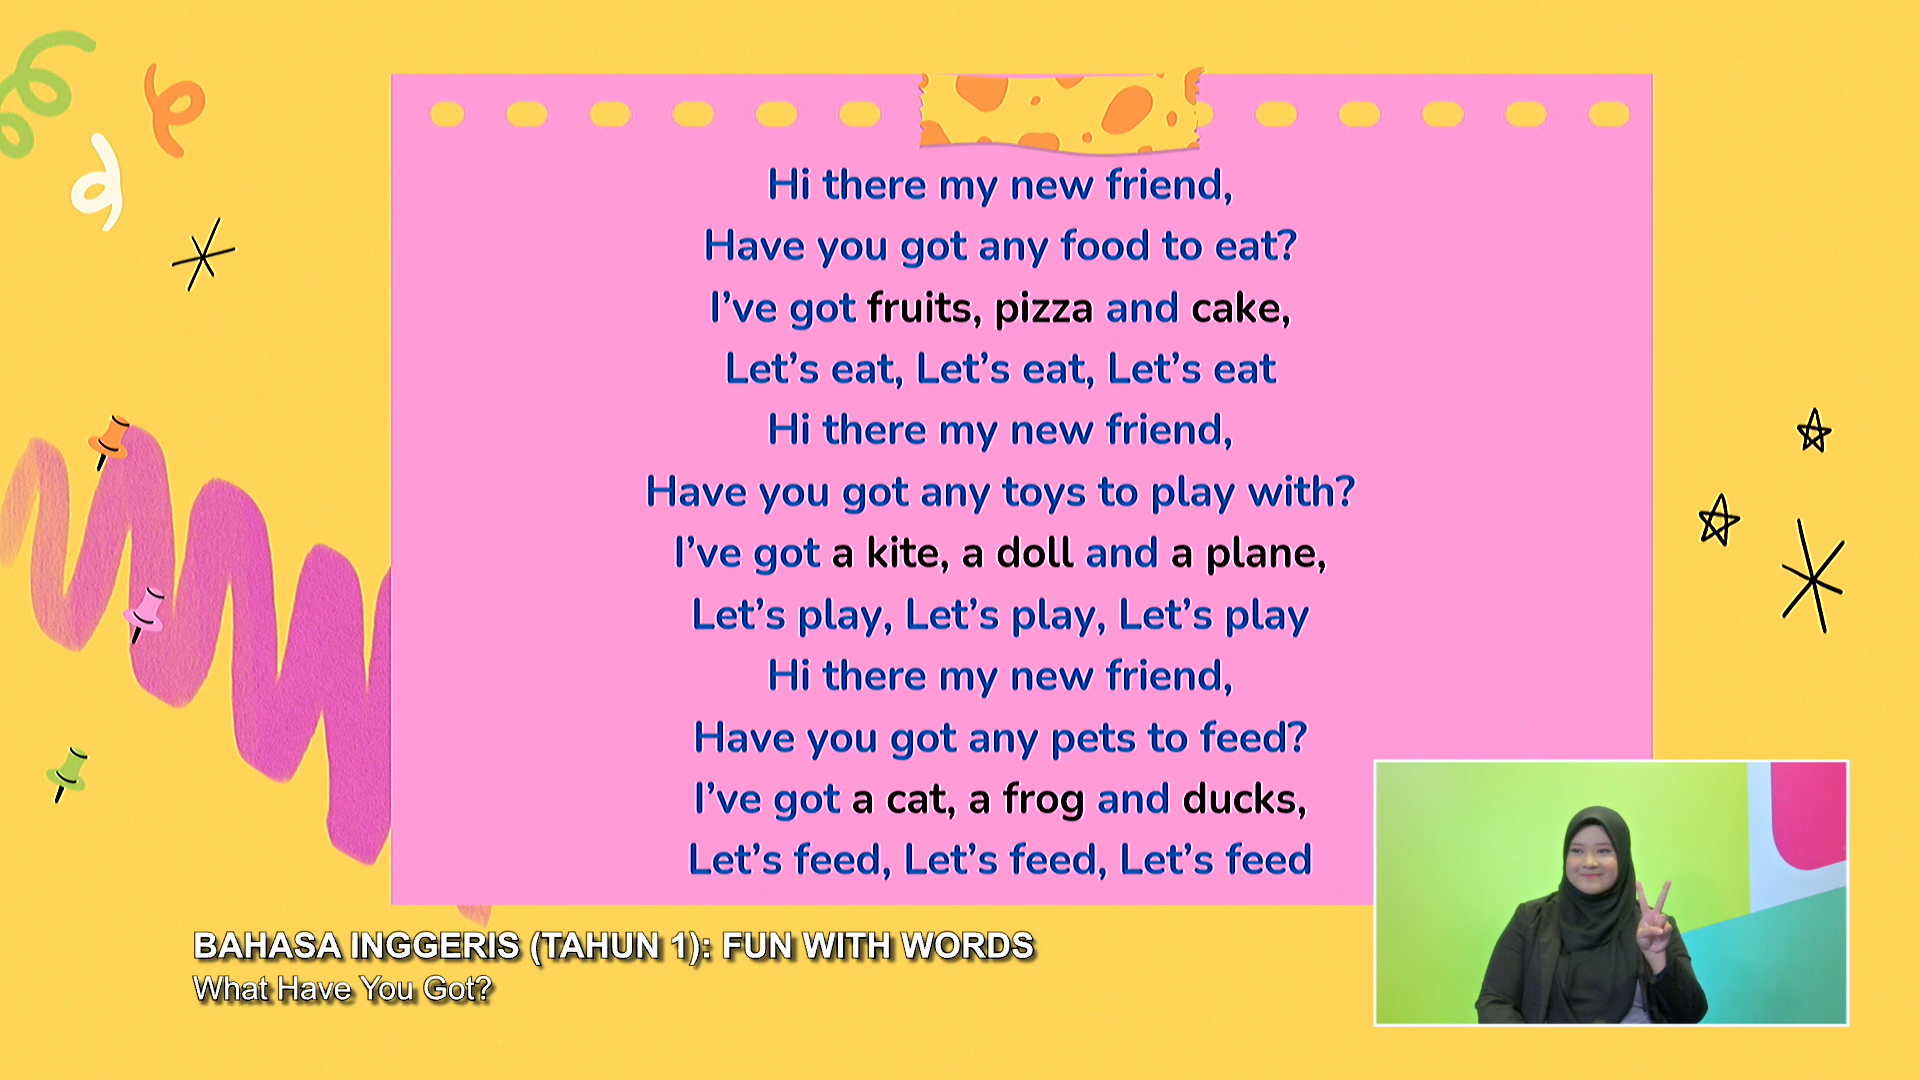 Hi there my new friend,
Have you got any food to eat?
I've got fruits, pizza and cake,
Let's eat, Let's eat, Let's eat
Hi there my new friend,
Have you got any toys to play with?
I've got a kite, a doll and a plane,
Let's play, Let's play, Let's play
Hi there my new friend,
Have you got any pets to feed?
I've got a cat, a frog and ducks,
Let's feed, Let's feed, Let's feed
BAHASA INGGERIS (TAHUN 1): FUN WITH WORDS
What Have You Got?